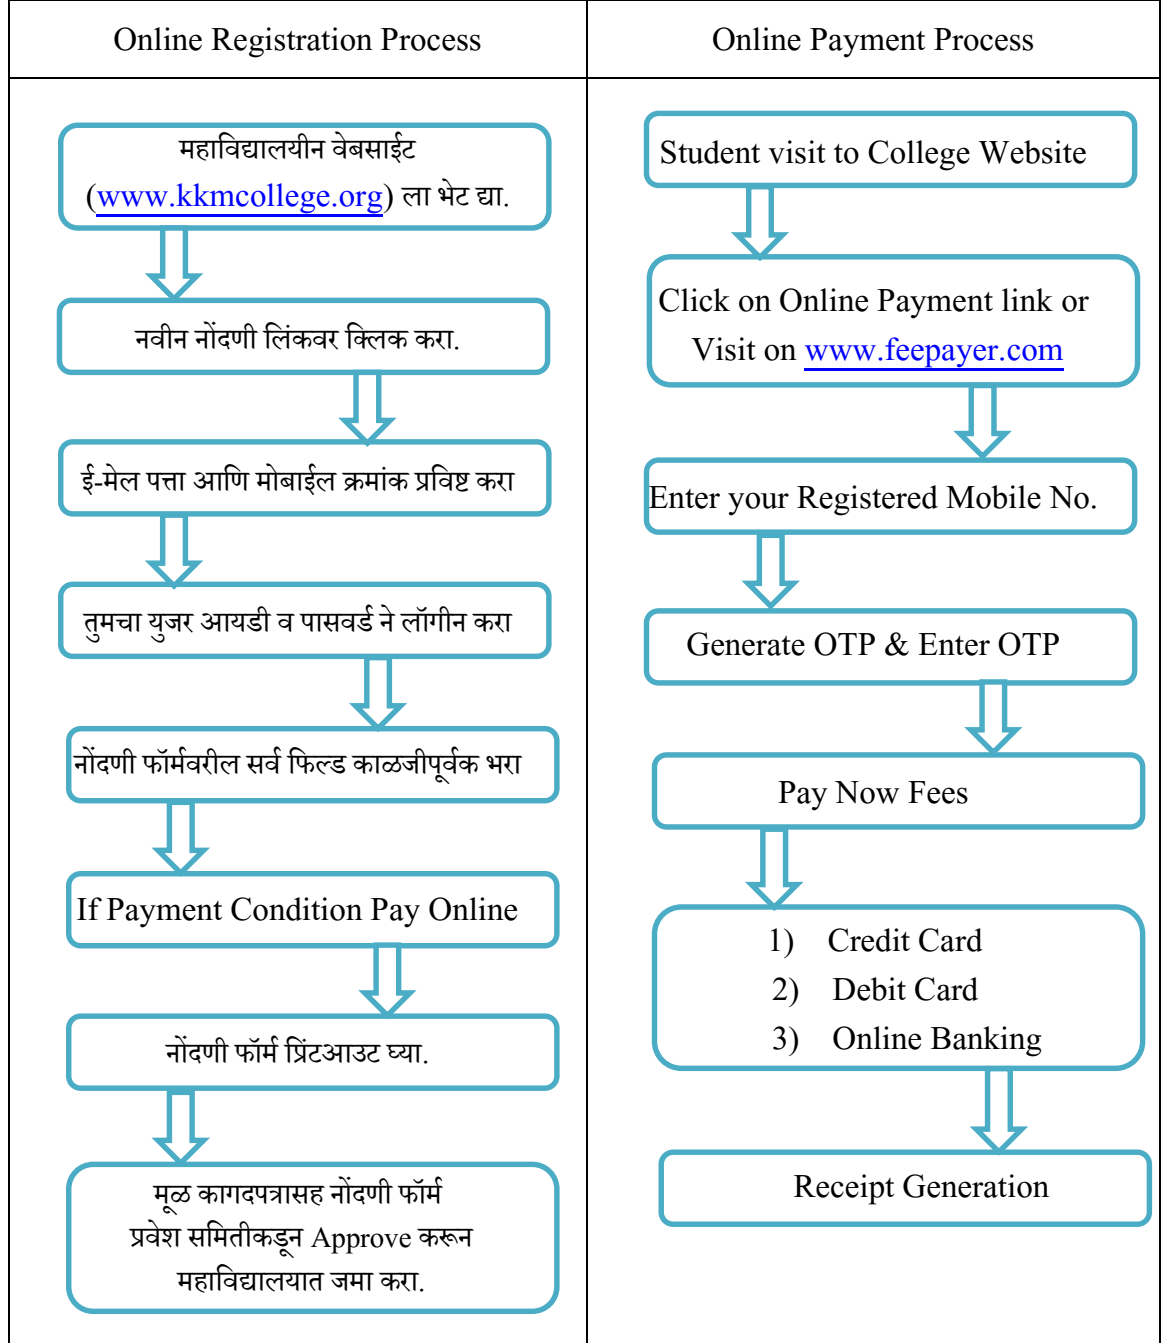 Online Registration Process
महाविद्यालयीन वेबसाईट
(www.kkmcollege.org) ला भेट द्या.
नवीन नोंदणी लिंकवर क्लिक करा.
ई-मेल पत्ता आणि मोबाईल क्रमांक प्रविष्ट करा
तुमचा युजर आयडी व पासवर्ड ने लॉगीन करा
नोंदणी फॉर्मवरील सर्व फिल्ड काळजीपूर्वक भरा
If Payment Condition Pay Online
नोंदणी फॉर्म प्रिंटआउट घ्या.
मूळ कागदपत्रासह नोंदणी फॉर्म
प्रवेश समितीकडून Approve करून
महाविद्यालयात जमा करा.
Online Payment Process
Student visit to College Website
Click on Online Payment link or
Visit on www.feepayer.com
Enter your Registered Mobile No.
Generate OTP & Enter OTP
Pay Now Fees
1) Credit Card
2) Debit Card
3) Online Banking
Receipt Generation